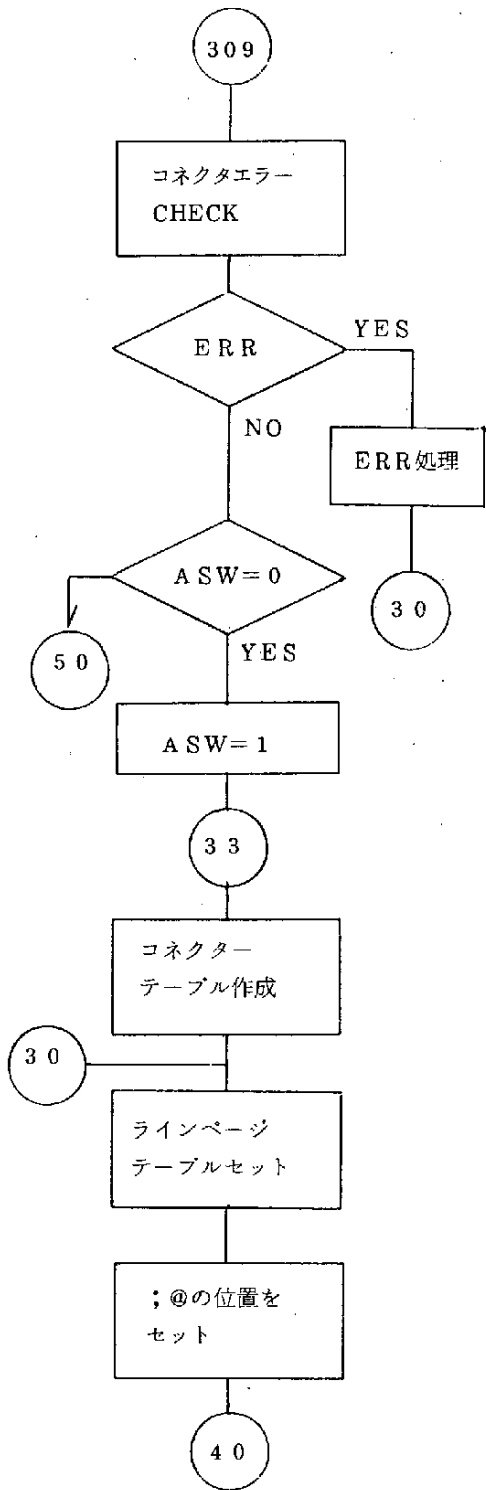 309
コネクタエラー
CHECK
ERR
YES
NO
ERR処理
ASW=0
30
50
YES
ASW=1
33
コネクター
テーブル作成
30
ラインページ
テーブルセット
;@の位置を
セット
40